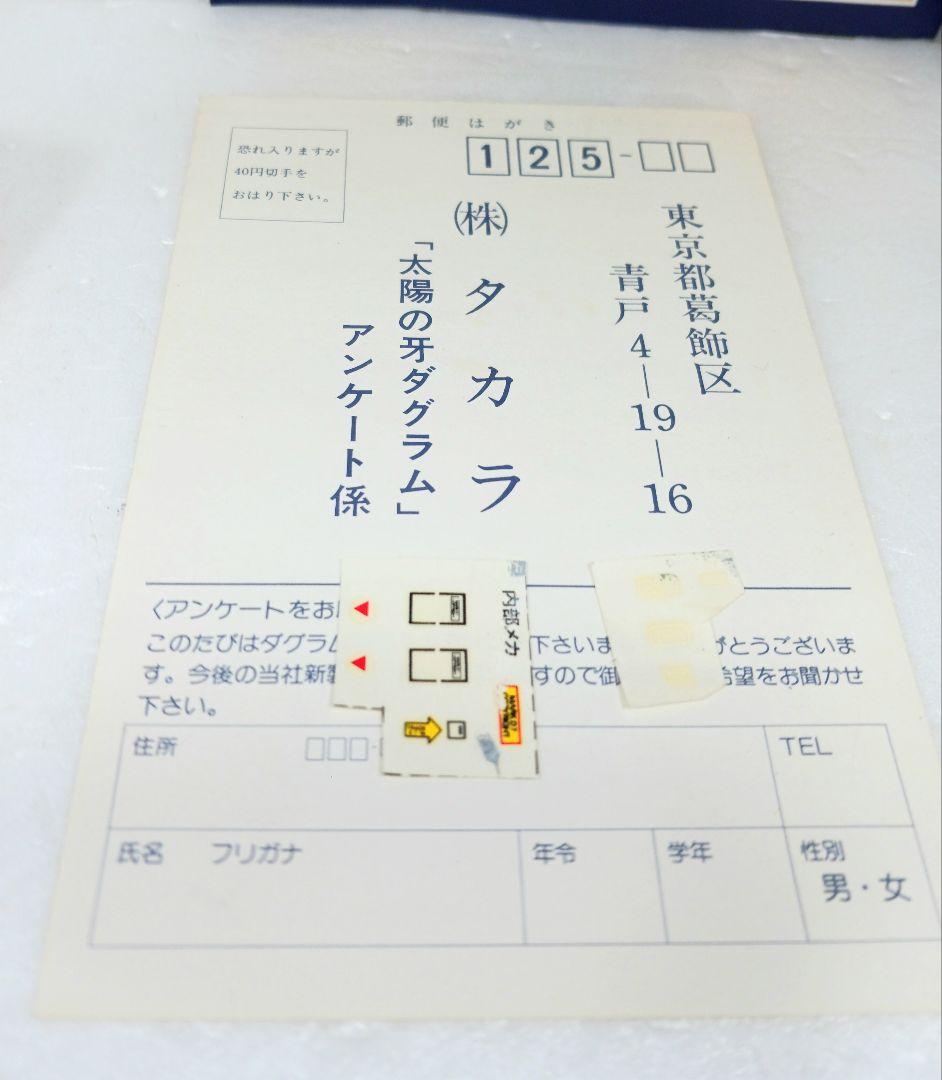 郵便はがき
恐れ入りますが
40円切手を
おはり下さい。
125-
東京都葛飾区
青戸4-19-16
㈱タカラ
「太陽の牙ダグラム」
アンケート係
〈アンケートをお
このたびはダグラム 下さいま がとうございま
す。今後の当社新 すので御 希望をお聞かせ
下さい。
内部メカ
住所
TEL
氏名 フリガナ
年令
学年
性別
男・女